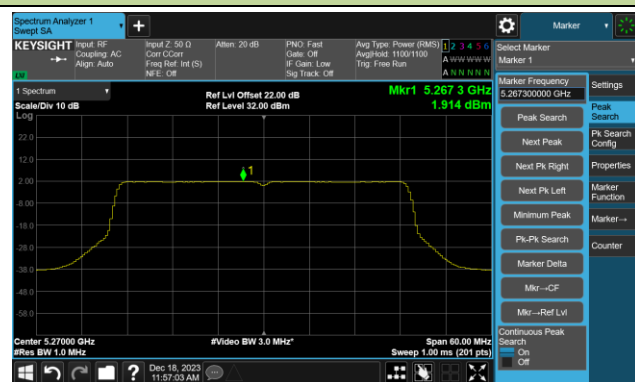 Spectrum Analyzer 1
Swept SA
+
Marker
KEYSIGHT
Input: RF
Coupling: AC
Align: Auto
Input Z: 50 Ω
Corr CCorr
Freq Ref: Int (S)
NFE: Off
Atten: 20 dB
PNO: Fast
Gate: Off
IF Gain: Low
Sig Track: Off
Avg Type: Power (RMS)
Avg|Hold: 1100/1100
Trig: Free Run
1 2 3 4 5 6
A W W W W W
A N N N N N
LW
Select Marker
Marker 1
1 Spectrum
Scale/Div 10 dB
Log
Ref Lvl Offset 22.00 dB
Ref Level 32.00 dBm
Mkr1 5.267 3 GHz
1.914 dBm
22.0
12.0
2.00
-8.00
-18.0
-28.0
-38.0
-48.0
-58.0
1
Center 5.27000 GHz
#Res BW 1.0 MHz
#Video BW 3.0 MHz*
Span 60.00 MHz
Sweep 1.00 ms (201 pts)
Marker Frequency
5.267300000 GHz
Peak Search
Next Peak
Next Pk Right
Next Pk Left
Minimum Peak
Pk-Pk Search
Marker Delta
Mkr→CF
Mkr→Ref Lvl
Continuous Peak
Search
On
Off
Settings
Peak
Search
Pk Search
Config
Properties
Marker
Function
Marker→
Counter
?
Dec 18, 2023
11:57:03 AM